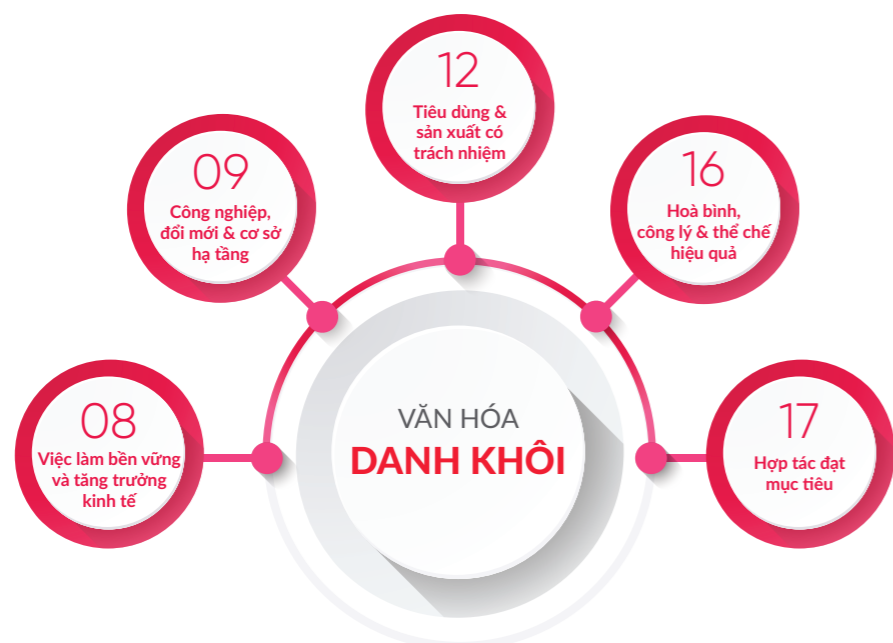 12
Tiêu dùng &
sản xuất có
trách nhiệm
09
Công nghiệp,
đổi mới & cơ sở
hạ tầng
16
Hoà bình,
công lý & thể chế
hiệu quả
08
Việc làm bền vững
và tăng trưởng
kinh tế
VĂN HÓA
DANH KHÔI
17
Hợp tác đạt
mục tiêu